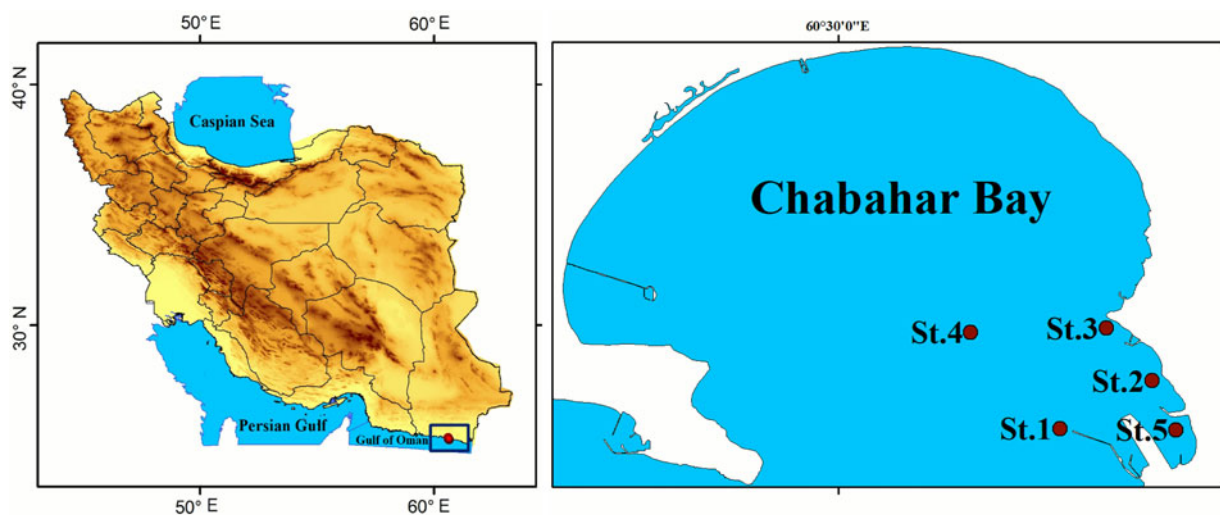 50° E
60° E
40° N
30° N
Caspian Sea
Persian Gulf
Gulf of Oman
50° E
60° E
60°30'0"E
Chabahar Bay
St.4
St.3
St.2
St.1
St.5